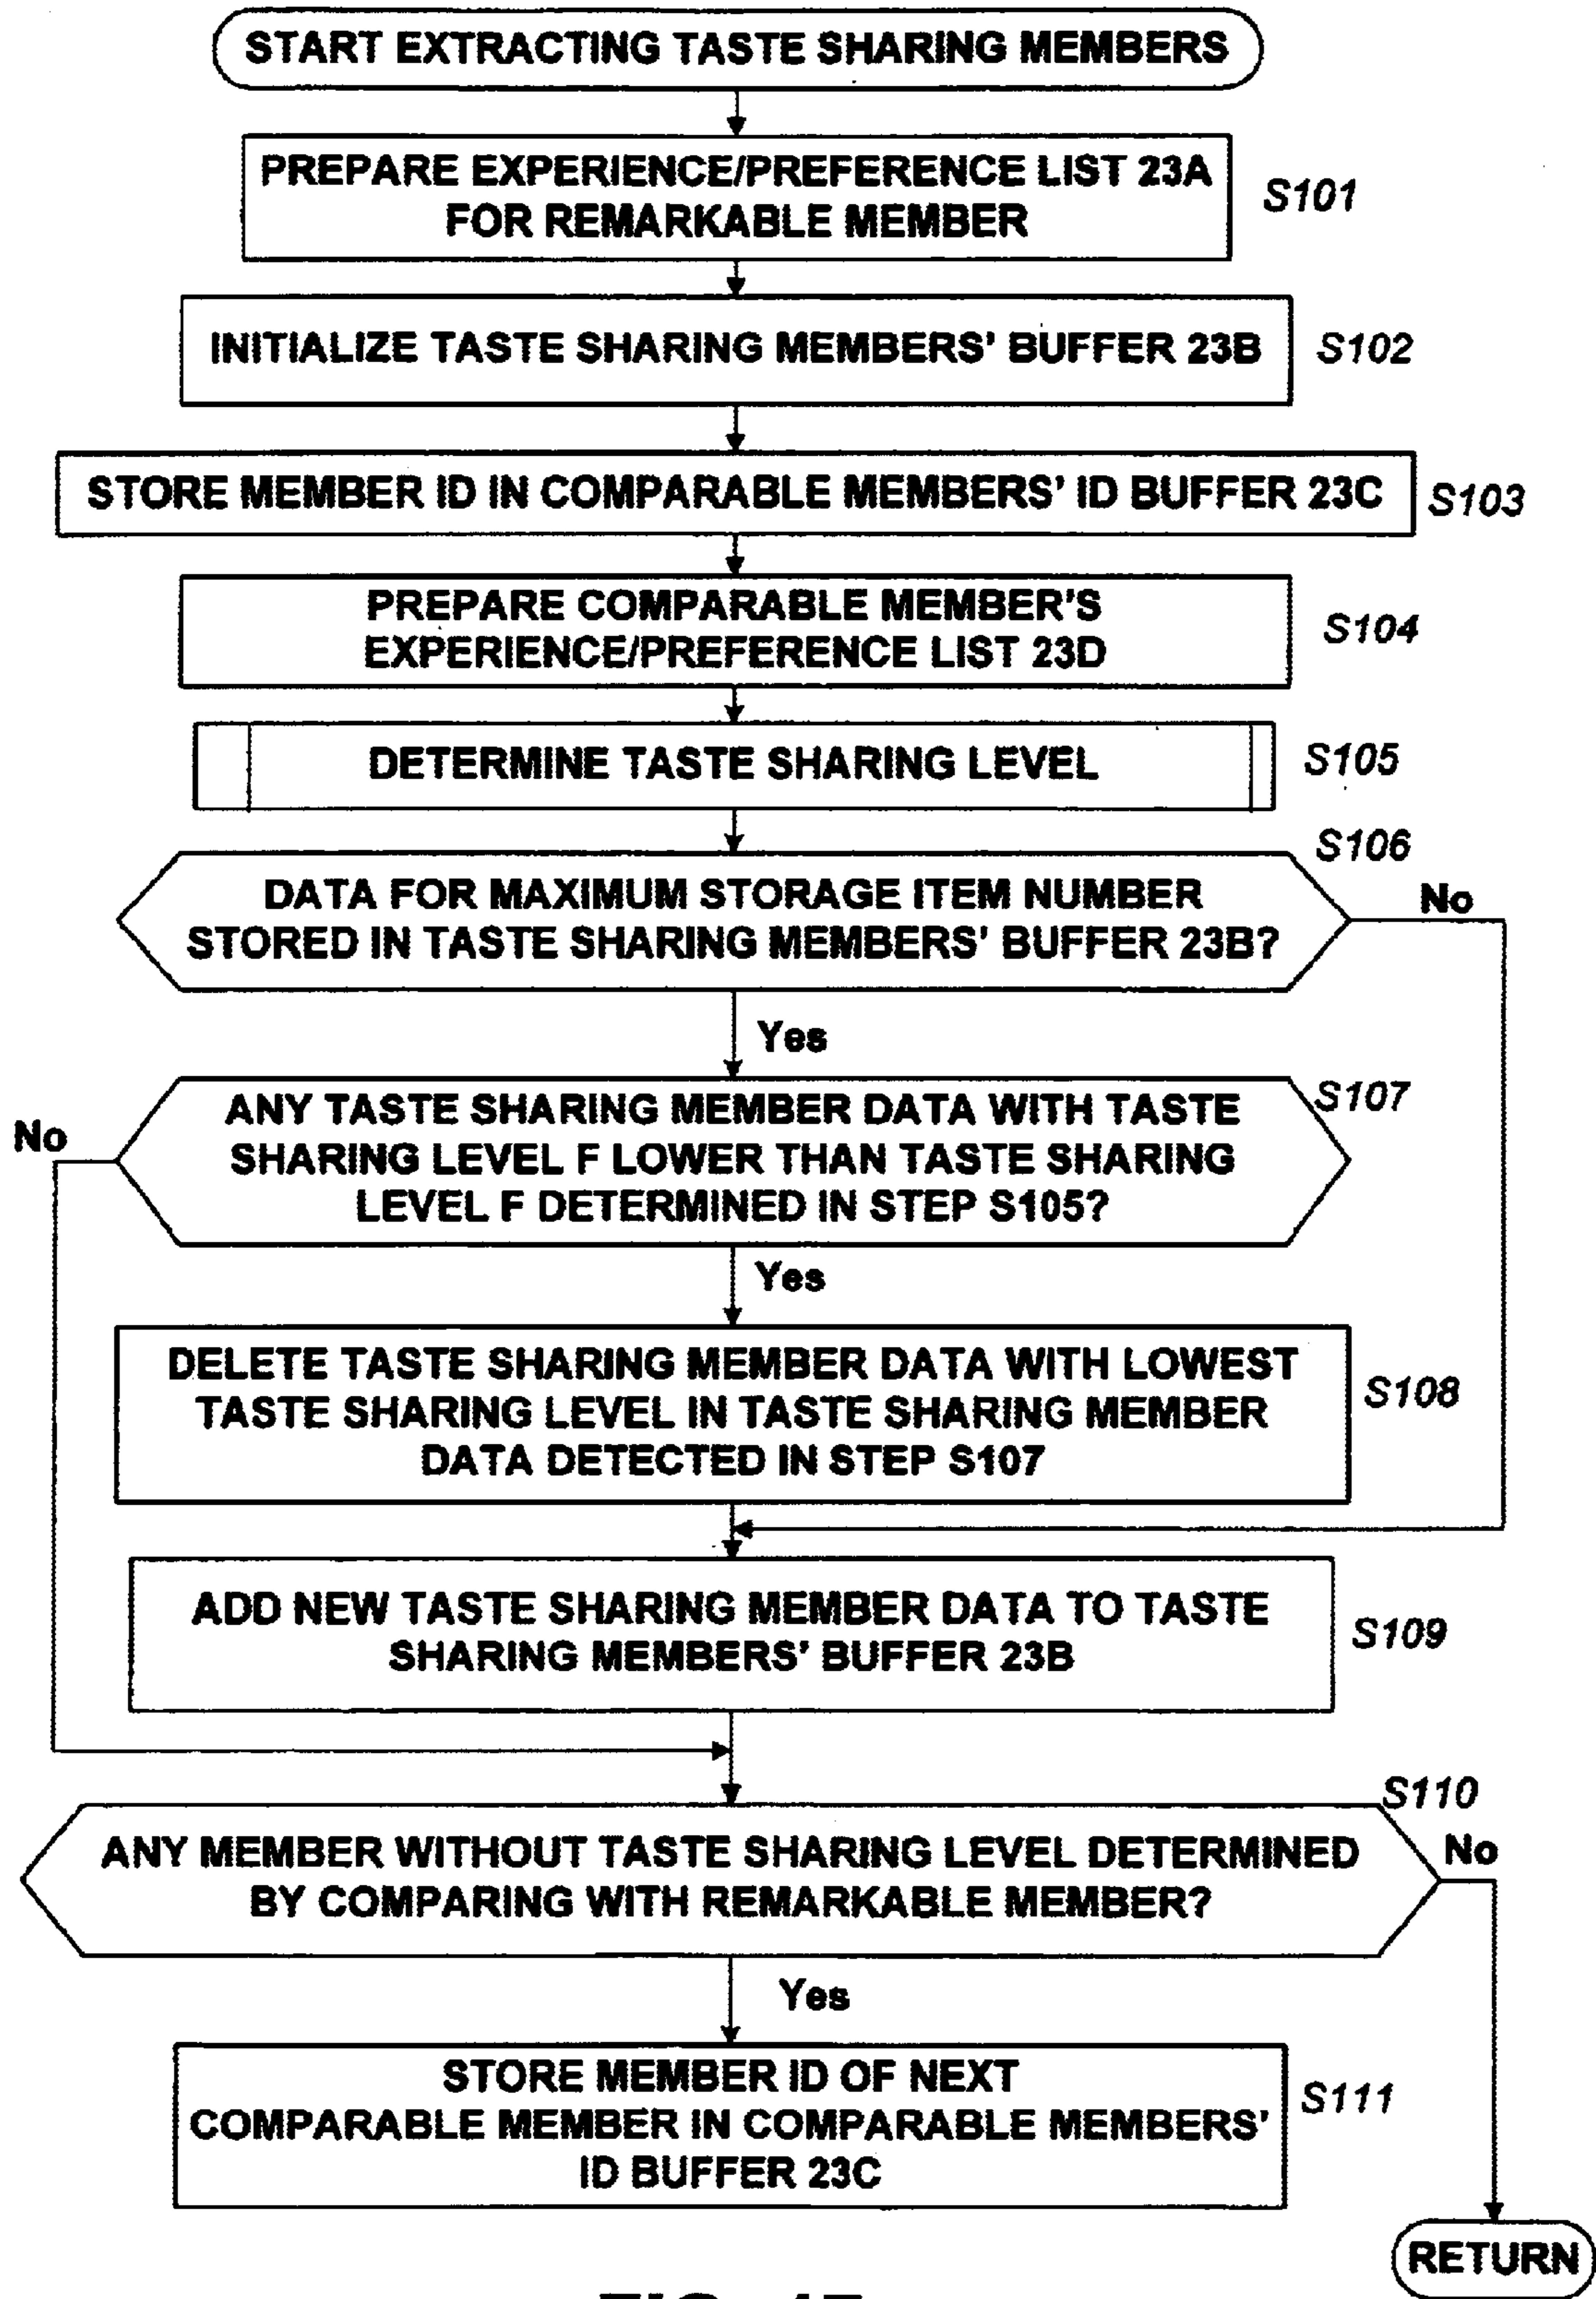 START EXTRACTING TASTE SHARING MEMBERS
PREPARE EXPERIENCE/PREFERENCE LIST 23A
FOR REMARKABLE MEMBER
S101
INITIALIZE TASTE SHARING MEMBERS' BUFFER 23B
S102
STORE MEMBER ID IN COMPARABLE MEMBERS' ID BUFFER 23C
S103
PREPARE COMPARABLE MEMBER'S
EXPERIENCE/PREFERENCE LIST 23D
S104
DETERMINE TASTE SHARING LEVEL
S105
S106
DATA FOR MAXIMUM STORAGE ITEM NUMBER
STORED IN TASTE SHARING MEMBERS' BUFFER 23B?
No
Yes
S107
ANY TASTE SHARING MEMBER DATA WITH TASTE
SHARING LEVEL F LOWER THAN TASTE SHARING
LEVEL F DETERMINED IN STEP S105?
No
Yes
DELETE TASTE SHARING MEMBER DATA WITH LOWEST
TASTE SHARING LEVEL IN TASTE SHARING MEMBER
DATA DETECTED IN STEP S107
S108
ADD NEW TASTE SHARING MEMBER DATA TO TASTE
SHARING MEMBERS' BUFFER 23B
S109
S110
ANY MEMBER WITHOUT TASTE SHARING LEVEL DETERMINED
BY COMPARING WITH REMARKABLE MEMBER?
No
Yes
STORE MEMBER ID OF NEXT
COMPARABLE MEMBER IN COMPARABLE MEMBERS'
ID BUFFER 23C
S111
RETURN